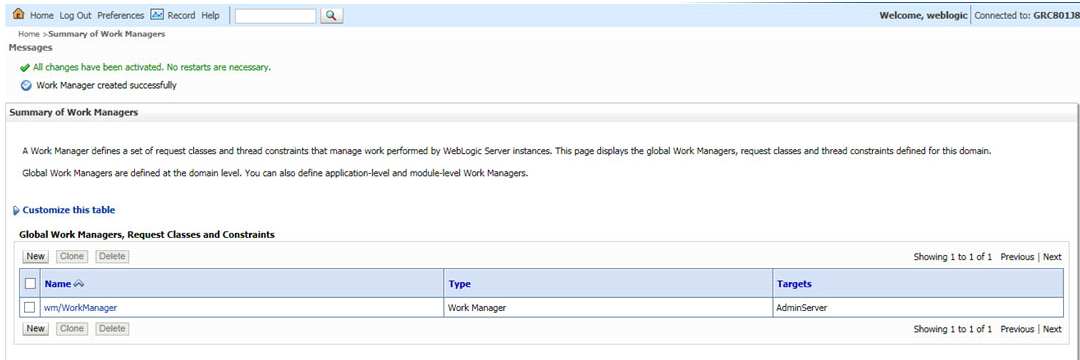 Home Log Out Preferences Record Help
Welcome, weblogic Connected to: GRC801J8
Home >Summary of Work Managers
Messages
All changes have been activated. No restarts are necessary.
Work Manager created successfully
Summary of Work Managers
A Work Manager defines a set of request classes and thread constraints that manage work performed by WebLogic Server instances. This page displays the global Work Managers, request classes and thread constraints defined for this domain.
Global Work Managers are defined at the domain level. You can also define application-level and module-level Work Managers.
Customize this table
Global Work Managers, Request Classes and Constraints
New Clone Delete Showing 1 to 1 of 1 Previous | Next
Name Type Targets
wm/WorkManager Work Manager AdminServer
New Clone Delete Showing 1 to 1 of 1 Previous | Next